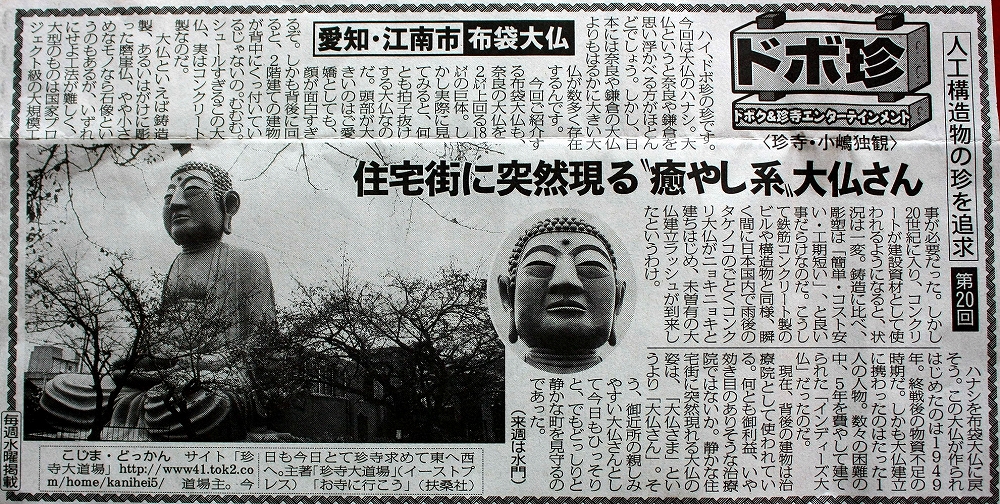 人工構造物の珍を追求 第20回
ドボ珍
ドボク&珍寺エンターテインメント
〈珍寺・小嶋独観〉
愛知・江南市 布袋大仏
住宅街に突然現る〝癒やし系〟大仏さん
ハイドボ珍の珍です。
今回は大仏のハナシ。大
仏というと奈良や鎌倉を
思い浮かべる方がほとん
どでしょう。しかし、日
本には奈良や鎌倉の大仏
よりもはるかに大きい大
仏が数多く存在
するんです。
今回ご紹介す
る布袋大仏も、
2㍍上回る18
㍍の巨体。し
かし実際に見
てみると、何
とも拍子抜け
する大仏なの
だ。頭部が大
きいのはご愛
嬌としても、
顔が面白すぎ
るぞ。しかも背後に回
ると、2階建ての建物
が背中にくっ付いてい
るじゃないの。むむむ、
シュールすぎるこの大
仏、実はコンクリート
製なのだ。
大仏といえば鋳造
製、あるいはがけに彫
った磨崖仏、やや小さ
めなモノなら石像とい
うのもあるが、いずれ
にせよ工法が難しく、
大型のものは国家プロ
ジェクト級の大規模工
事が必要だった。しかし
20世紀に入り、コンクリ
ートが建設資材として使
われるようになると、状
況は一変。鋳造に比べ、
彫塑は「簡単・コスト安
い・工期短い」、と良い
事だらけなのだ。こうし
て鉄筋コンクリート製の
ビルや構造物と同様、瞬
く間に日本国内で雨後の
タケノコのごとくコンク
リ大仏がニョキニョキと
建ちはじめ、未曽有の大
仏建立ラッシュが到来し
たというわけ。
ハナシを布袋大仏に戻
そう。この大仏が作られ
はじめたのは1949
年。終戦後の物資不足の
時期だ。しかも大仏建立
に携わったのはたった1
人の人物。数々の困難の
中、5年を費やして建て
られた「インディーズ大
仏」だったのだ。
現在、背後の建物は治
療院として使われてい
る。何とも御利益、いや
効き目のありそうな治療
院ではないか。静かな住
宅街に突然現れる大仏の
姿は、「大仏さま」とい
うより「大仏さん」。そ
う、御近所の親しみ
やすい大仏さんとし
て今日もひっそり
と、でもどっしりと
静かな町を見守るの
であった。
(来週は水門)
こじま・どっかん サイト「珍
寺大道場」http://www41.tok2.co
m/home/kanihei5/ 道場主。今
日も今日とて珍寺求めて東へ西
へ。主著「珍寺大道場」(イースト
プレス)「お寺に行こう」(扶桑社)
毎週水曜掲載